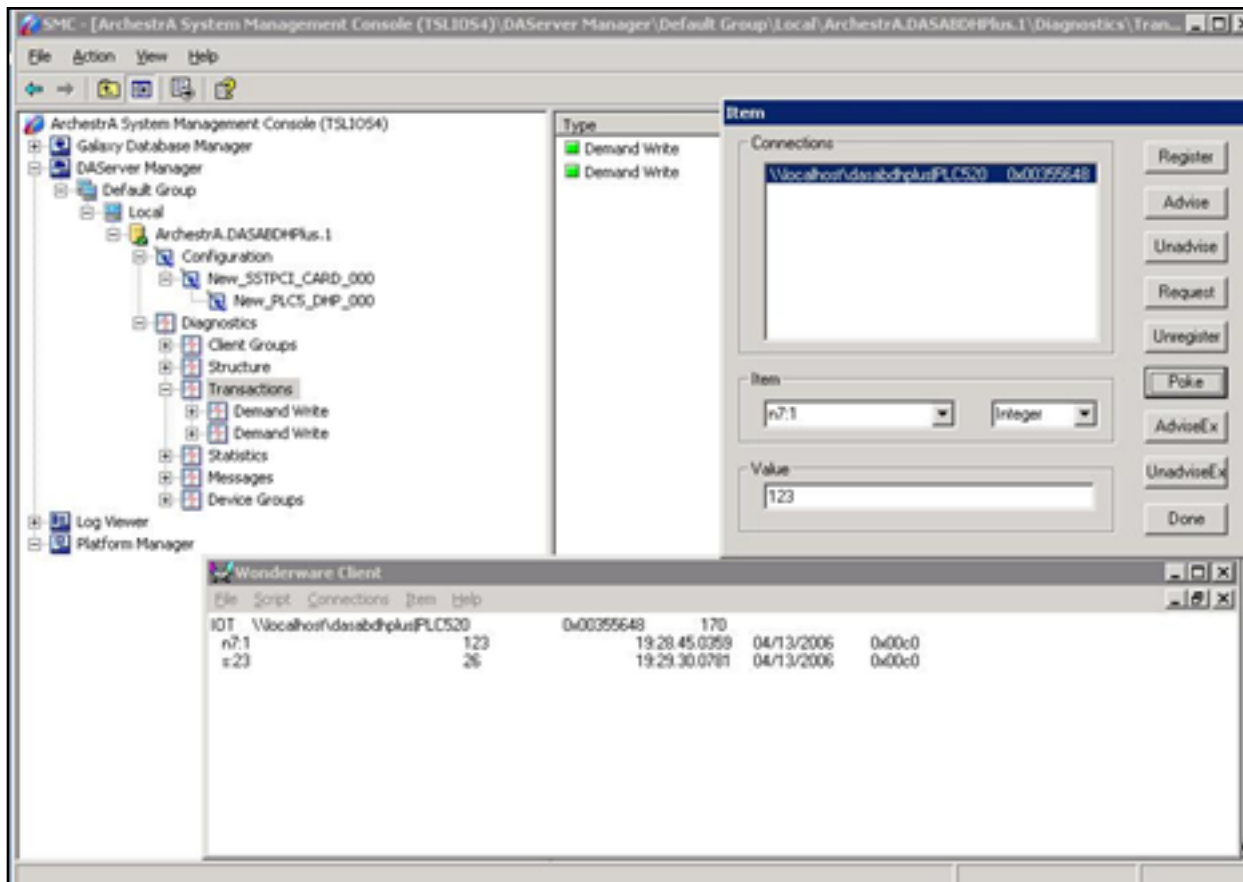 SMC - [ArchestrA System Management Console (TSLIOS4)\DAServer Manager\Default Group\Local\ArchestrA.DASABDHPlus.1\Diagnostics\Tran...
File Action View Help
ArchestrA System Management Console (TSLIOS4)
Galaxy Database Manager
DAServer Manager
Default Group
Local
ArchestrA.DASABDHPlus.1
Configuration
New_SSTPCI_CARD_000
New_PLC5_DHP_000
Diagnostics
Client Groups
Structure
Transactions
Demand Write
Demand Write
Statistics
Messages
Device Groups
Log Viewer
Platform Manager
Type
Demand Write
Demand Write
Item
Connections
\\localhost\dasabdhplus|PLC520 0x00355648
Register
Advise
Unadvise
Request
Unregister
Poke
AdviseEx
UnadviseEx
Done
Item
n7:1 Integer
Value
123
Wonderware Client
File Script Connections Item Help
IOT \\localhost\dasabdhplus|PLC520 0x00355648 170
n7:1 123 19:28.45.0359 04/13/2006 0x00c0
s:23 26 19:29.30.0781 04/13/2006 0x00c0